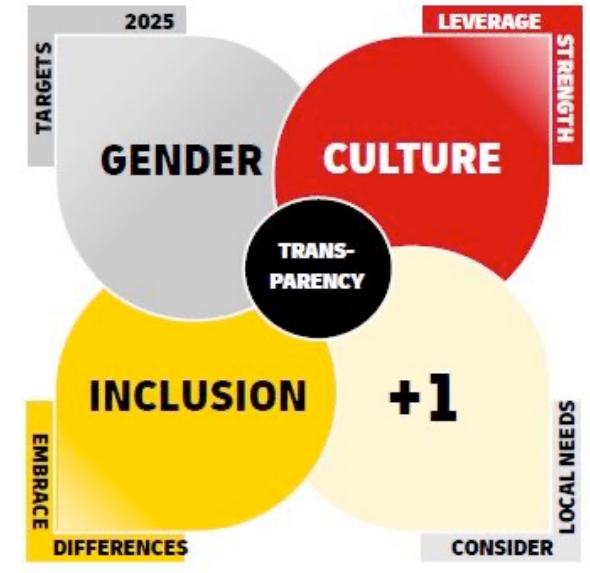 2025
TARGETS
LEVERAGE
STRENGTH
GENDER
CULTURE
TRANS-
PARENCY
INCLUSION
+1
EMBRACE
DIFFERENCES
CONSIDER
LOCAL NEEDS